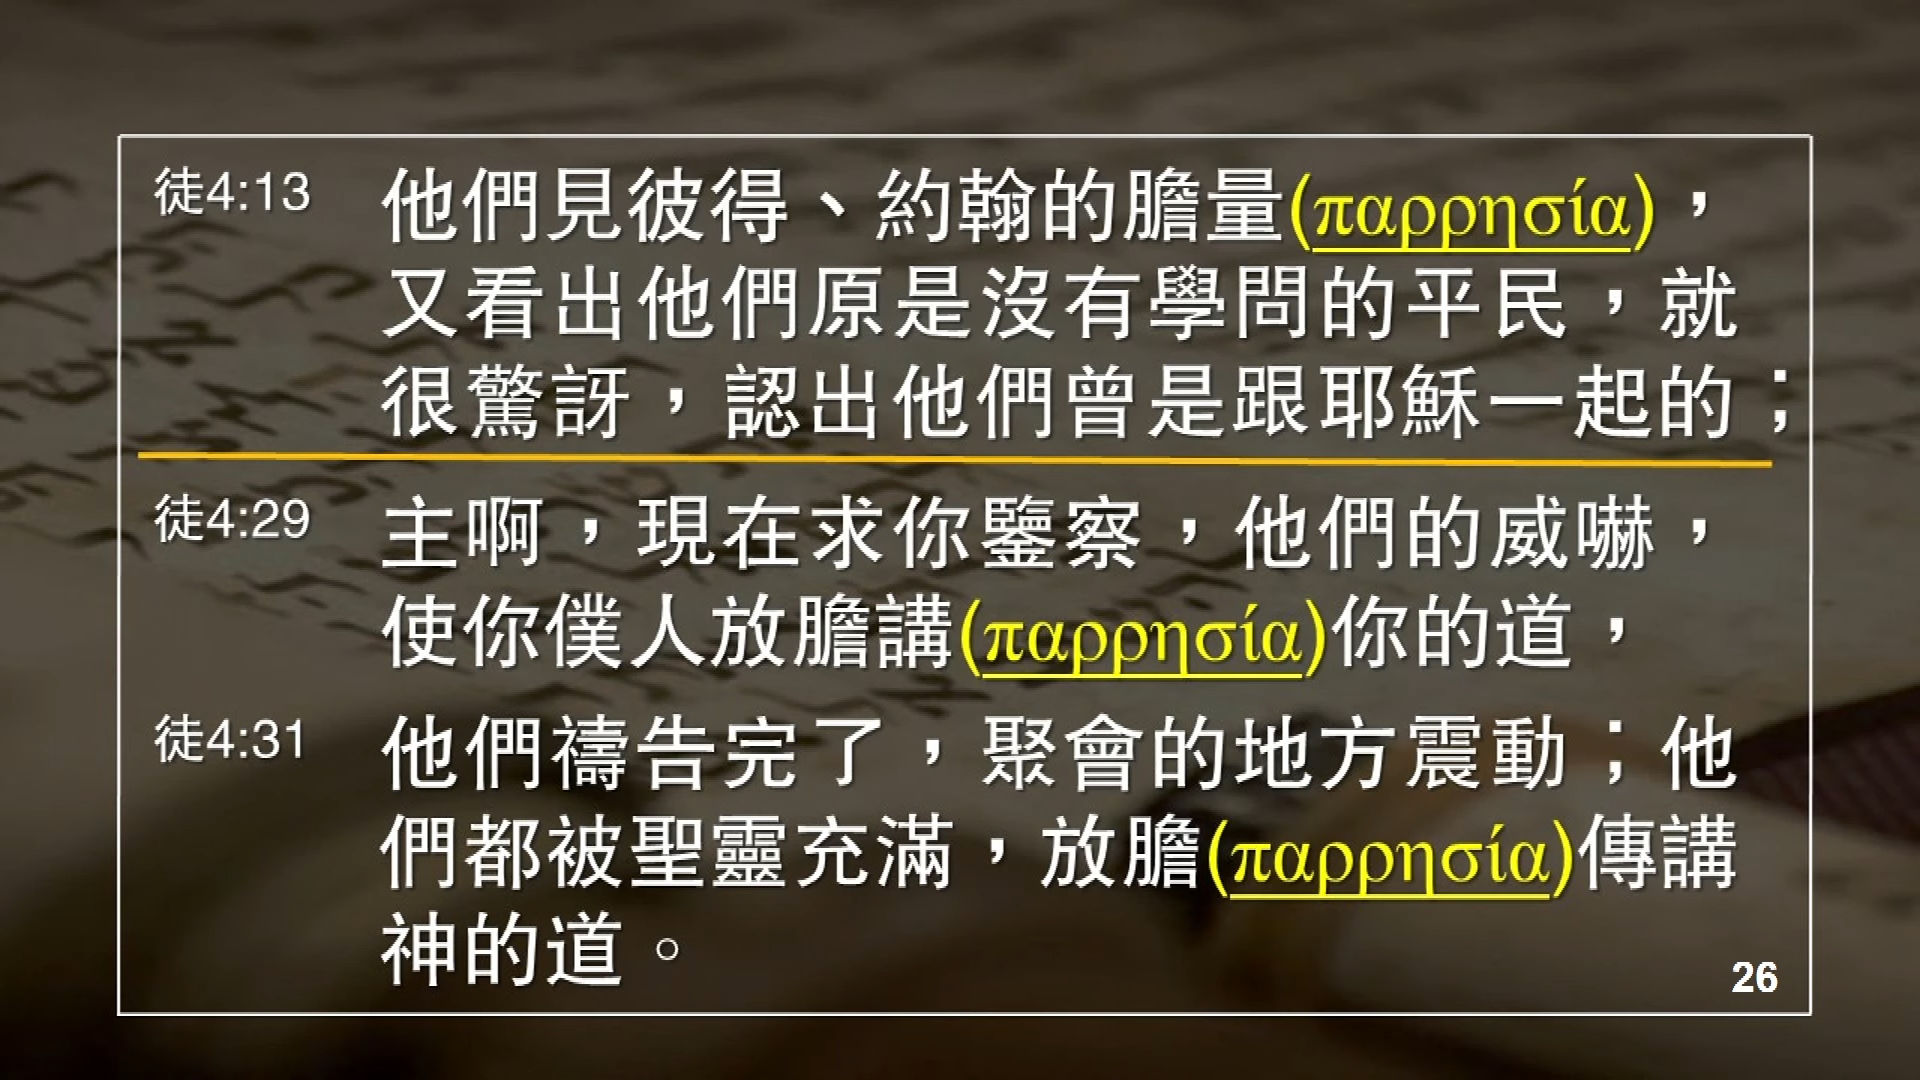 徒4:13 他們見彼得、約翰的膽量(παρρησία)，
又看出他們原是沒有學問的平民，就
很驚訝，認出他們曾是跟耶穌一起的；
徒4:29 主啊，現在求你鑒察，他們的威嚇，
使你僕人放膽講(παρρησία)你的道，
徒4:31 他們禱告完了，聚會的地方震動；他
們都被聖靈充滿，放膽(παρρησία)傳講
神的道。
26